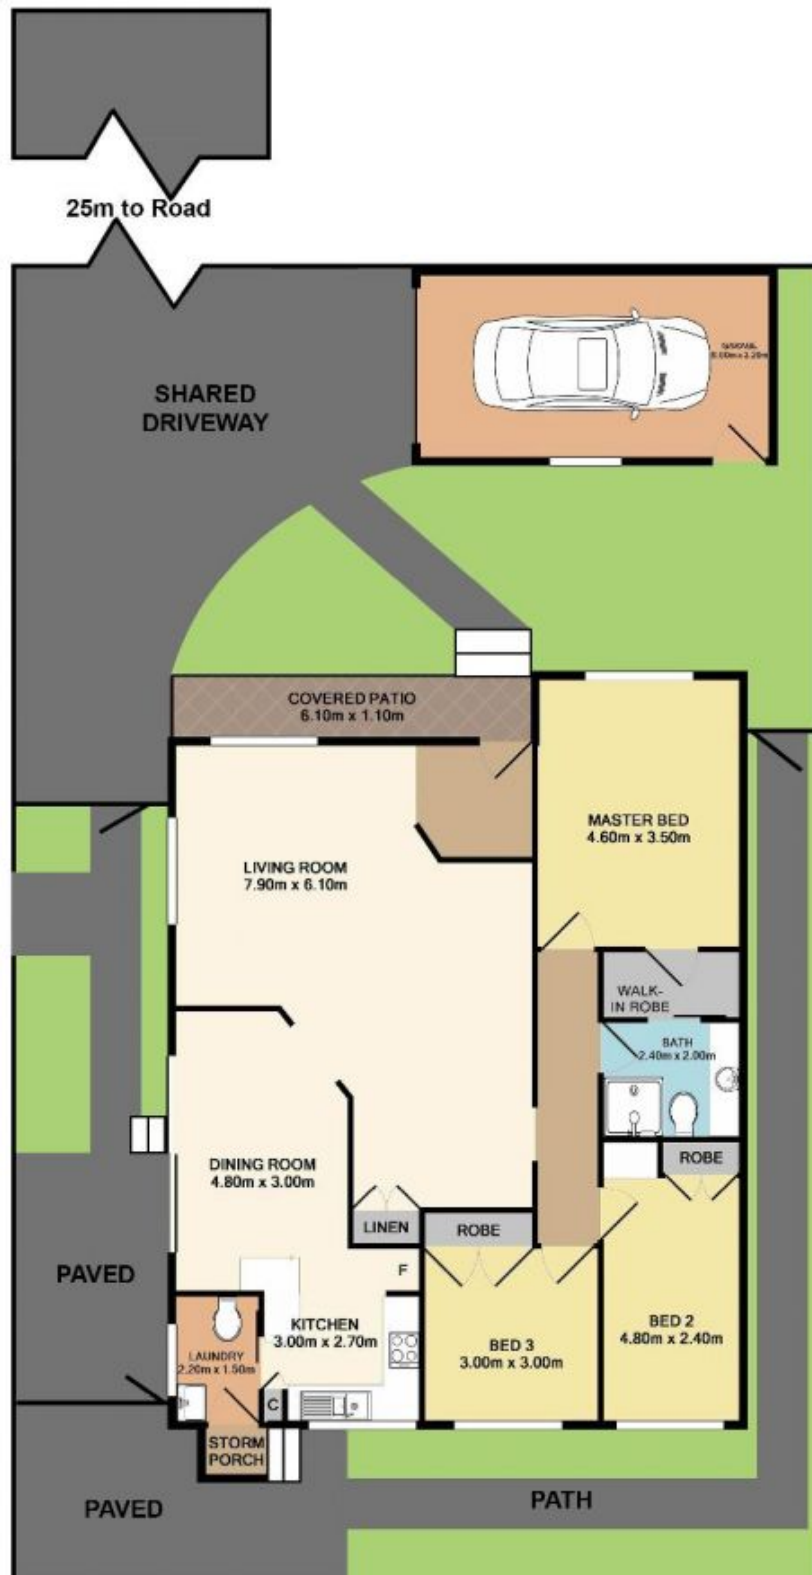 25m to Road
SHARED
DRIVEWAY
COVERED PATIO
6.10m x 1.10m
MASTER BED
4.60m x 3.50m
LIVING ROOM
7.90m x 6.10m
WALK-
IN ROBE
BATH
2.40m x 2.00m
DINING ROOM
4.80m x 3.00m
ROBE
LINEN
ROBE
PAVED
F
KITCHEN
3.00m x 2.70m
BED 2
4.80m x 2.40m
BED 3
3.00m x 3.00m
LAUNDRY
2.20m x 1.50m
C
STORM
PORCH
PAVED
PATH